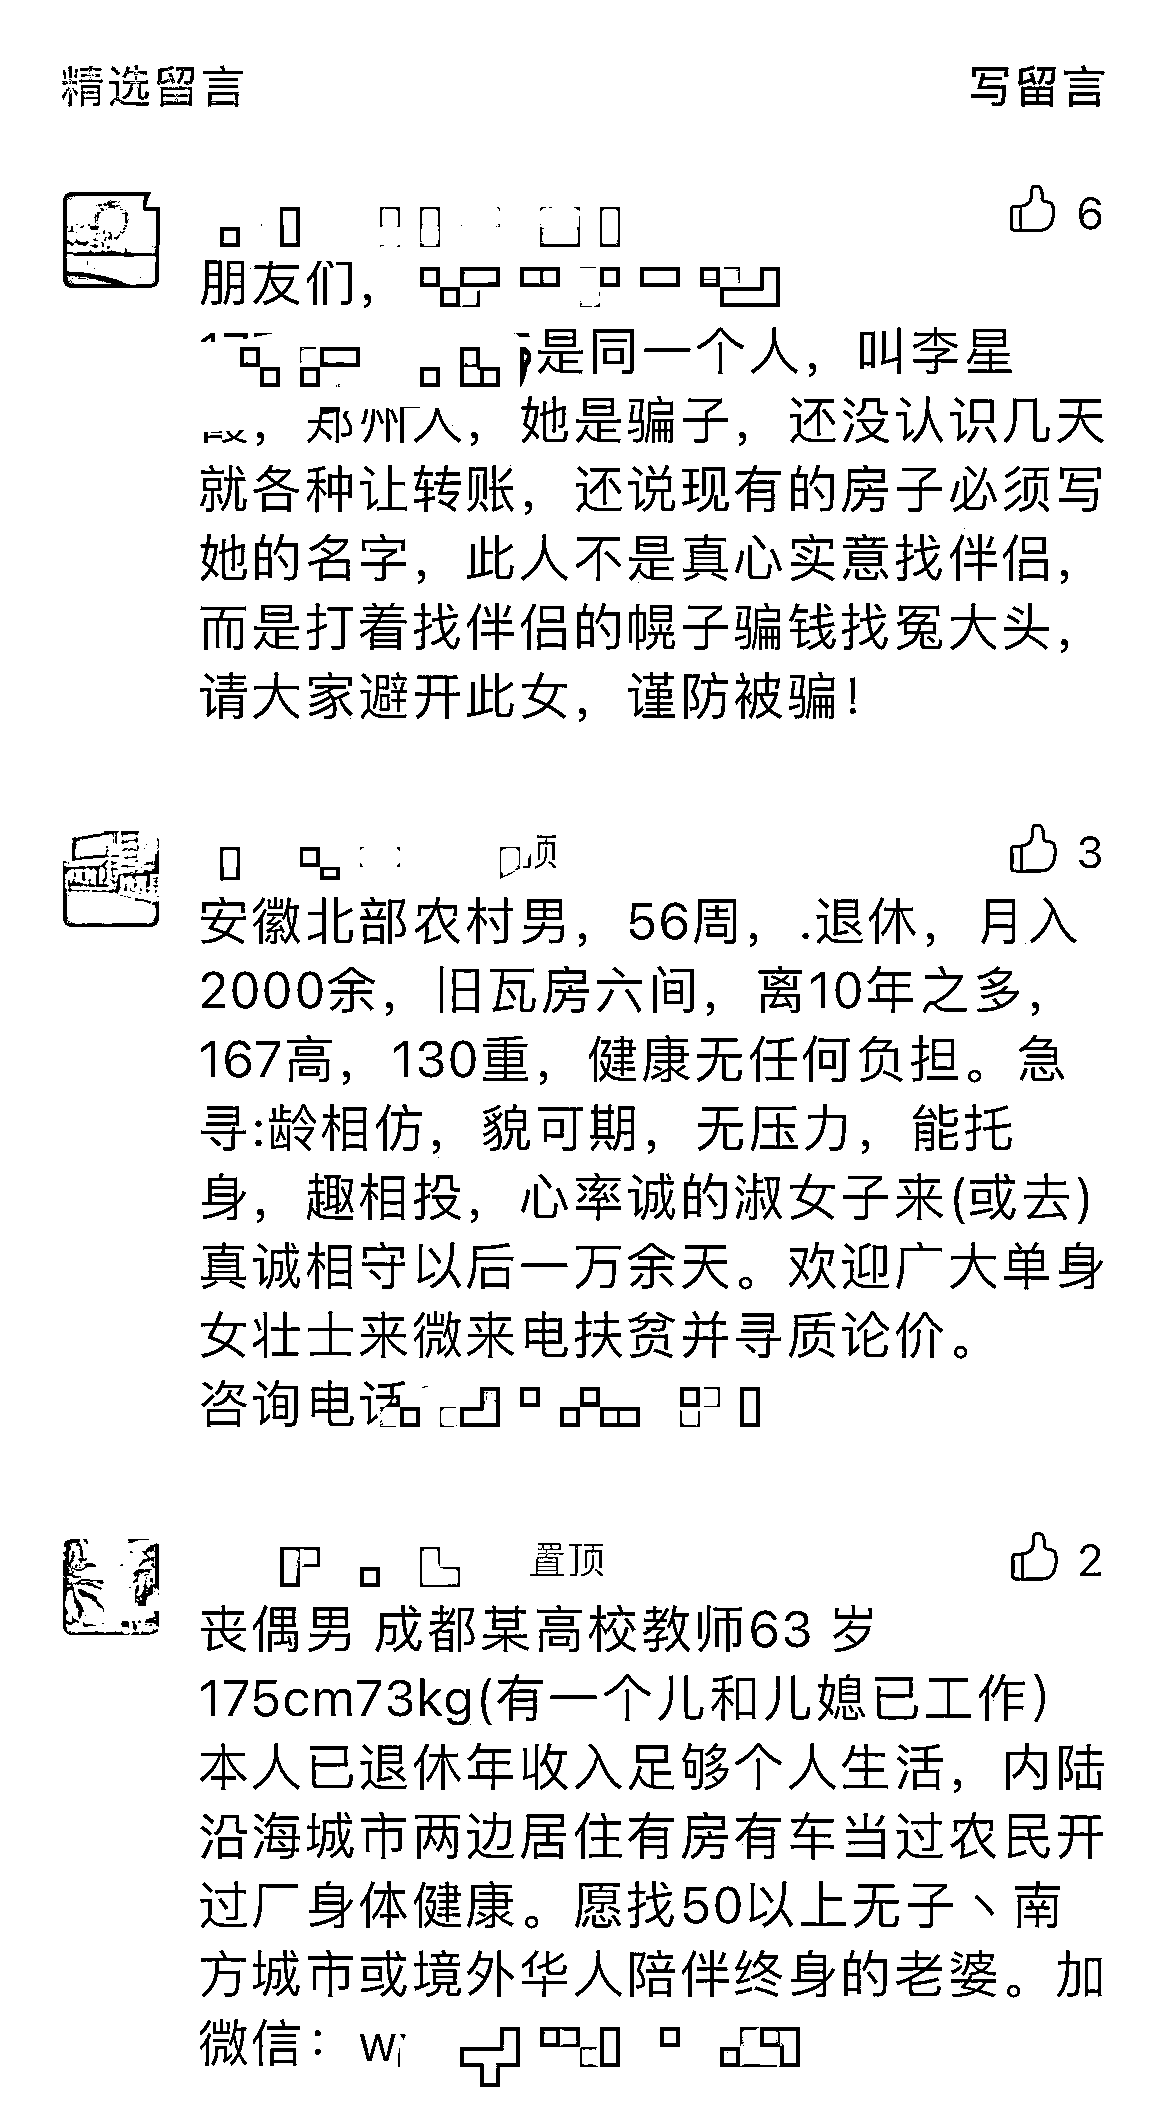 精选留言
写留言
6
朋友们，
是同一个人，叫李星
，郑州人，她是骗子，还没认识几天
就各种让转账，还说现有的房子必须写
她的名字，此人不是真心实意找伴侣，
而是打着找伴侣的幌子骗钱找冤大头，
请大家避开此女，谨防被骗！
顶
3
安徽北部农村男，56周，.退休，月入
2000余，旧瓦房六间，离10年之多，
167高，130重，健康无任何负担。急
寻:龄相仿，貌可期，无压力，能托
身，趣相投，心率诚的淑女子来(或去)
真诚相守以后一万余天。欢迎广大单身
女壮士来微来电扶贫并寻质论价。
咨询电话
置顶
2
丧偶男 成都某高校教师63 岁
175cm73kg(有一个儿和儿媳已工作）
本人已退休年收入足够个人生活，内陆
沿海城市两边居住有房有车当过农民开
过厂身体健康。愿找50以上无子丶南
方城市或境外华人陪伴终身的老婆。加
微信：w